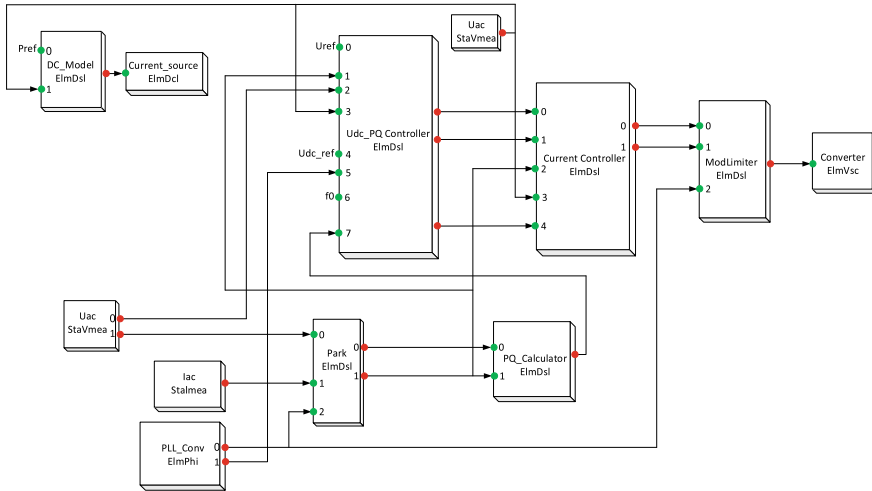 Pref 0
DC_Model
ElmDsl
1
Current_source
ElmDcl
Uref 0
1
2
3
Udc_PQ Controller
ElmDsl
Udc_ref 4
5
f0 6
7
Uac
StaVmea
0
1
2
Current Controller
ElmDsl
3
4
0
1
0
1
ModLimiter
ElmDsl
2
Converter
ElmVsc
Uac 0
StaVmea 1
0
Park 0
ElmDsl 1
1
2
0
PQ_Calculator
1 ElmDsl
Iac
StaImea
PLL_Conv 0
ElmPhi 1